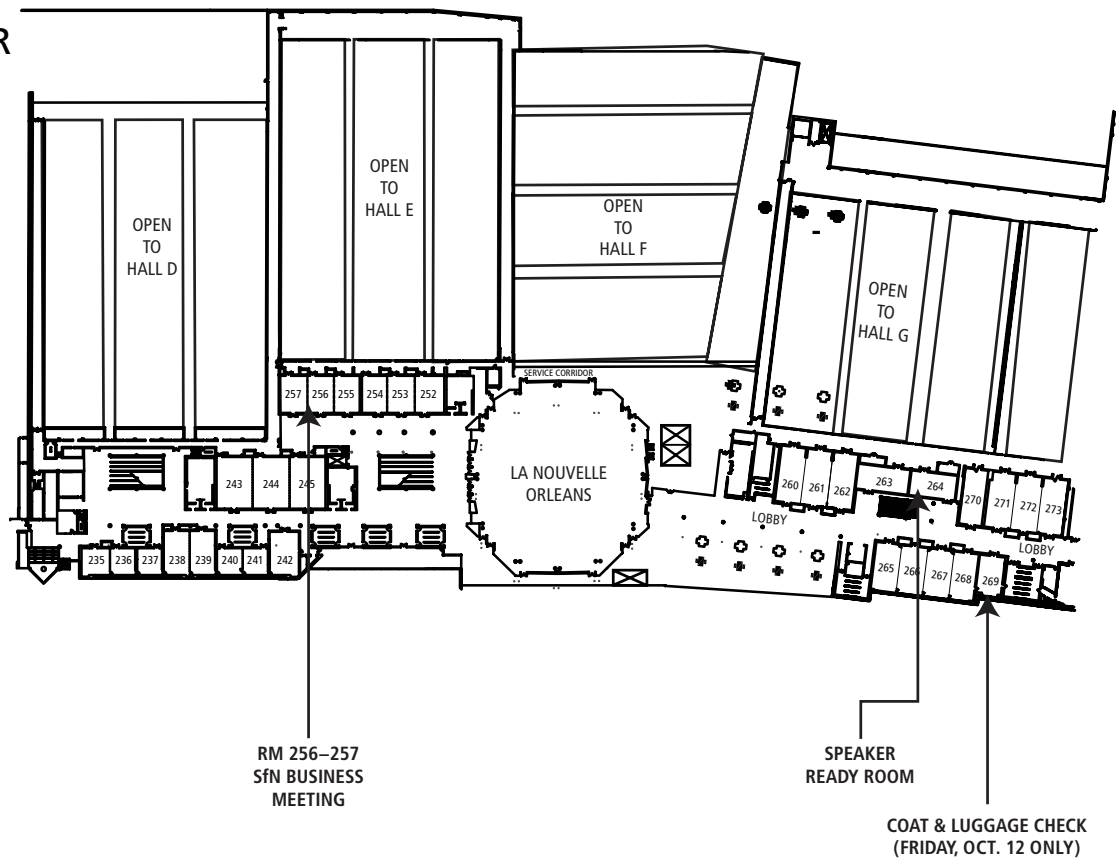 R
OPEN
TO
HALL D
OPEN
TO
HALL E
OPEN
TO
HALL F
OPEN
TO
HALL G
SERVICE CORRIDOR
257 256 255 254 253 252
LA NOUVELLE
ORLEANS
243 244 245
260 261 262 263 264 270 271 272 273
LOBBY
LOBBY
235 236 237 238 239 240 241 242
265 266 267 268 269
RM 256–257
SfN BUSINESS
MEETING
SPEAKER
READY ROOM
COAT & LUGGAGE CHECK
(FRIDAY, OCT. 12 ONLY)